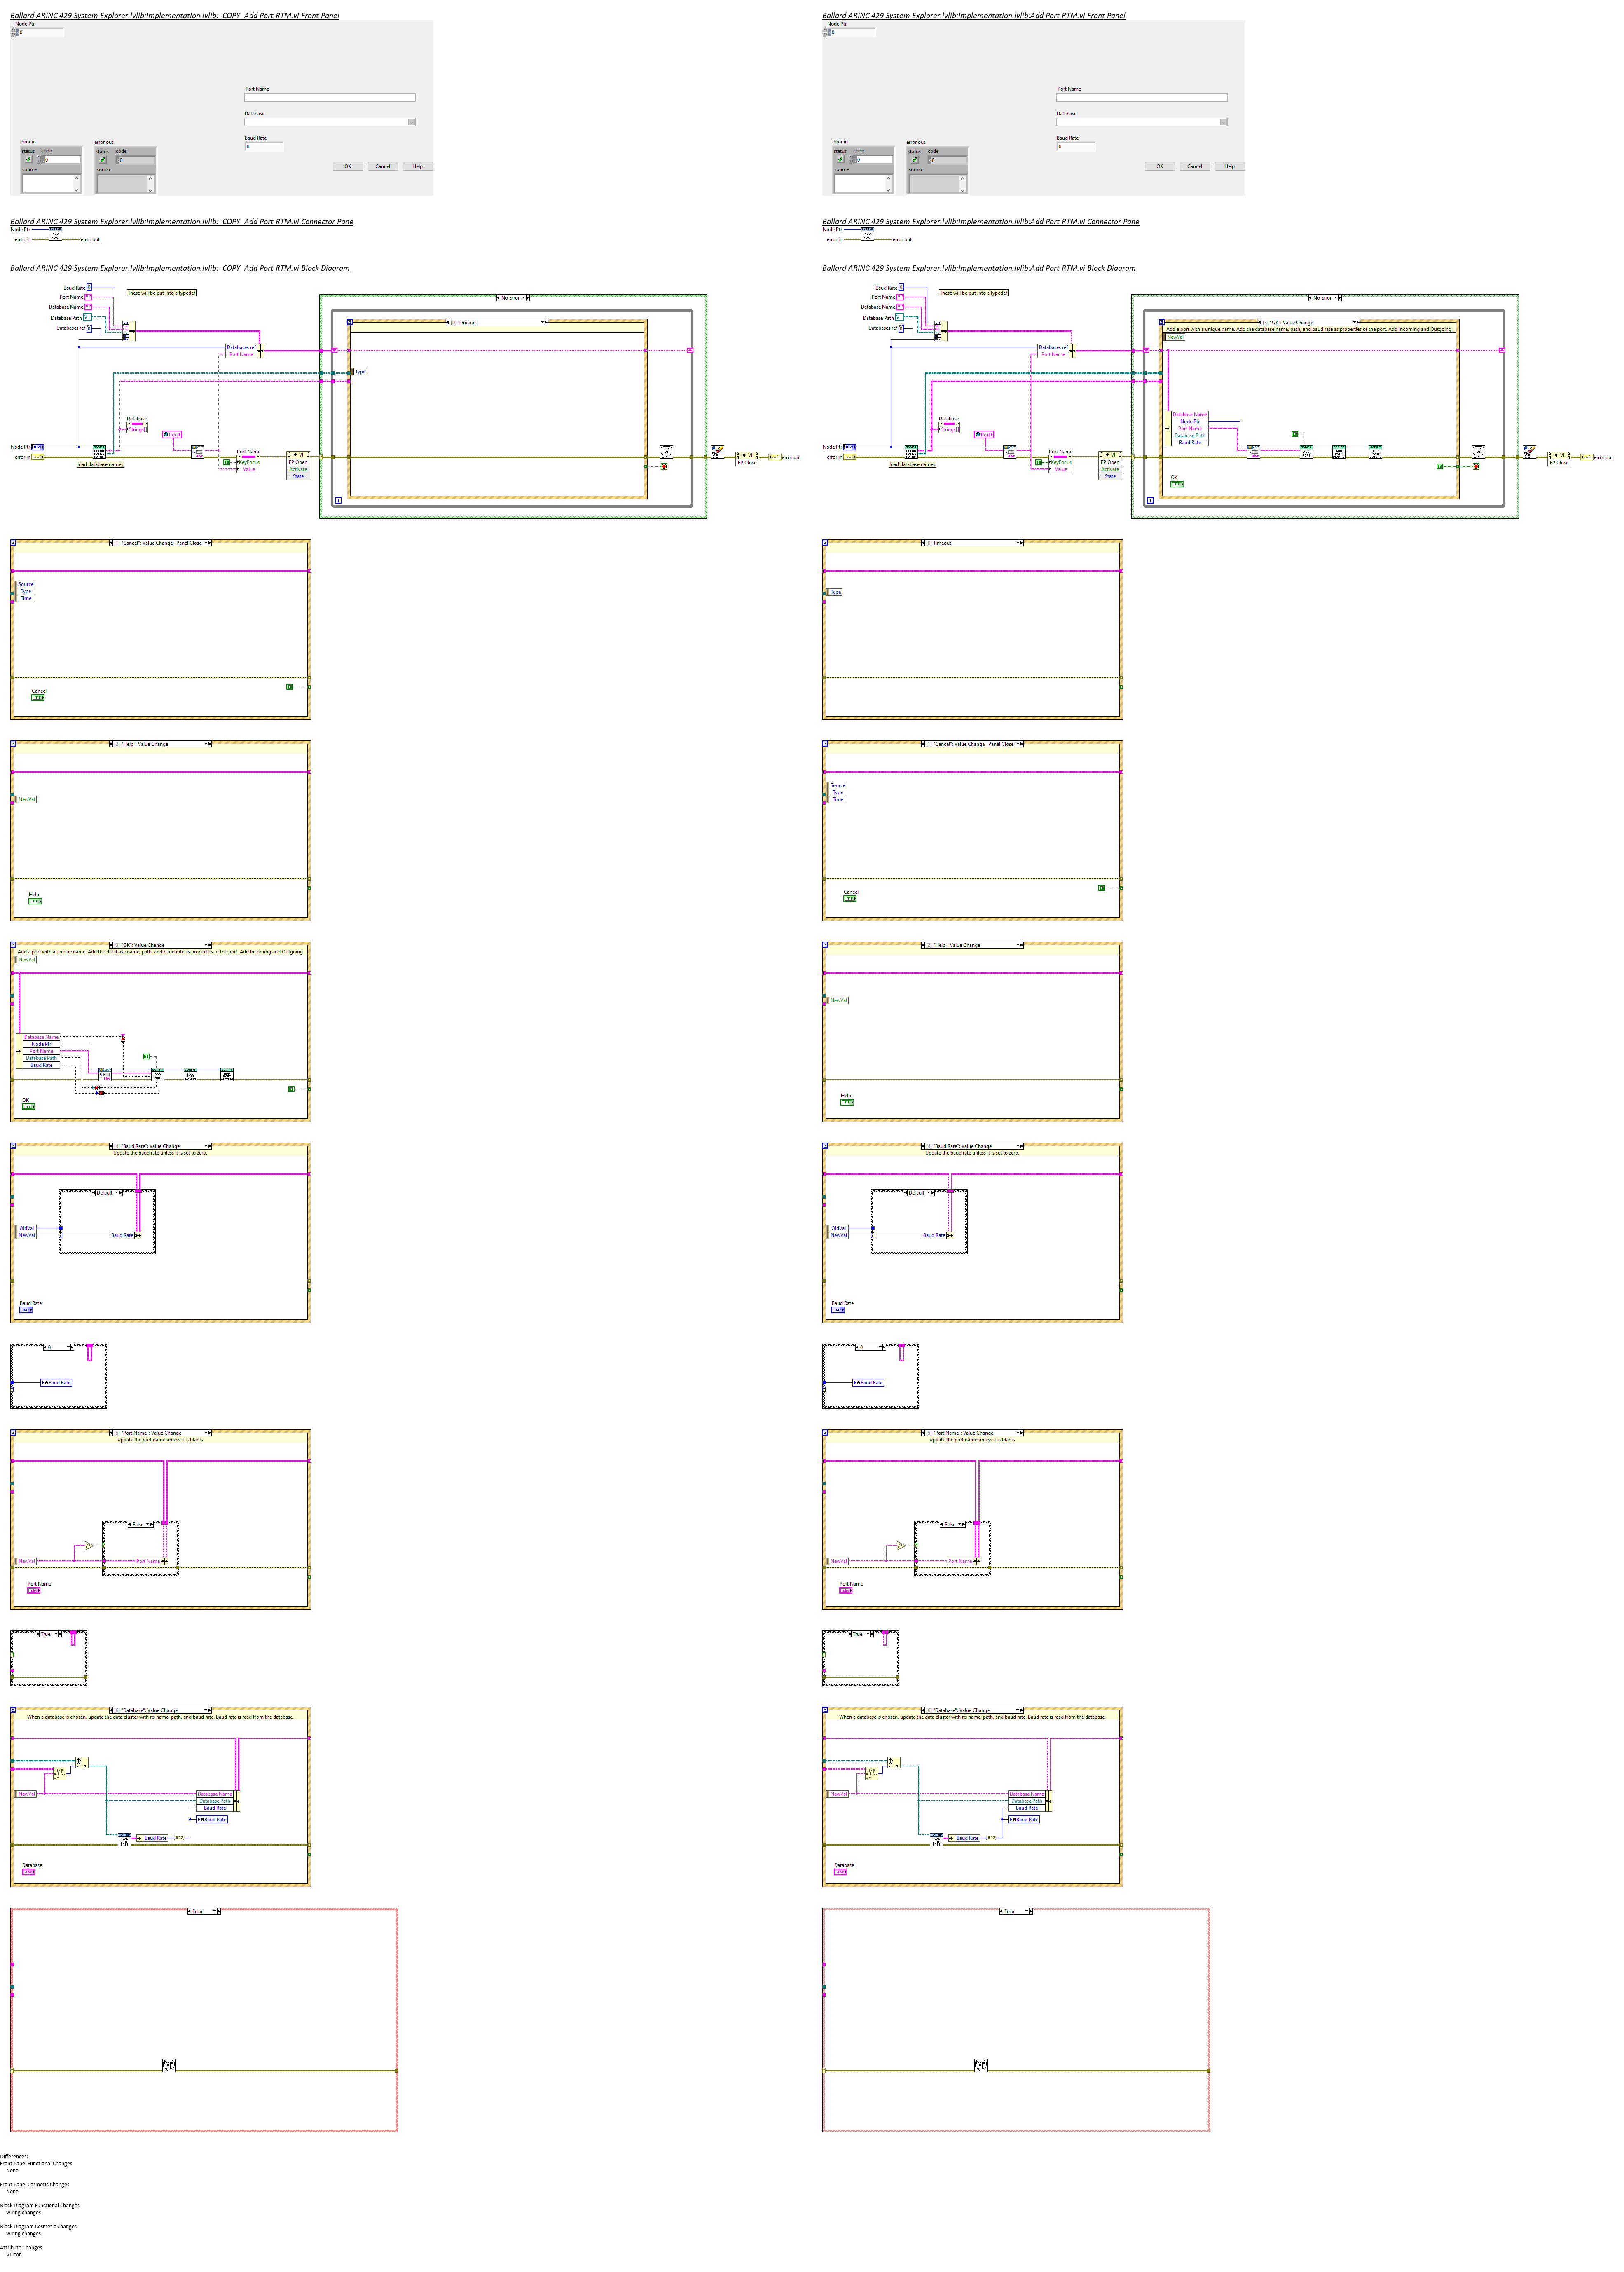 Ballard ARINC 429 System Explorer.lvlib:Implementation.lvlib:_COPY_Add Port RTM.vi Front Panel
Node Ptr
0
Port Name
Database
Baud Rate
0
error in
status code
0
source
error out
status code
0
source
OK Cancel Help
Ballard ARINC 429 System Explorer.lvlib:Implementation.lvlib:_COPY_Add Port RTM.vi Connector Pane
Node Ptr
error in
ADD
PORT
error out
Ballard ARINC 429 System Explorer.lvlib:Implementation.lvlib:_COPY_Add Port RTM.vi Block Diagram
Baud Rate
Port Name
Database Name
Database Path
Databases ref
These will be put into a typedef
Databases ref
Port Name
Database
Strings[]
Port
Node Ptr
error in
load database names
Port Name
KeyFocus
Value
VI
FP.Open
Activate
State
No Error
[0] Timeout
Type
VI
FP.Close
error out
[1] "Cancel": Value Change; Panel Close
Source
Type
Time
Cancel
[2] "Help": Value Change
NewVal
Help
[3] "OK": Value Change
Add a port with a unique name. Add the database name, path, and baud rate as properties of the port. Add Incoming and Outgoing
NewVal
Database Name
Node Ptr
Port Name
Database Path
Baud Rate
OK
[4] "Baud Rate": Value Change
Update the baud rate unless it is set to zero.
Default
OldVal
NewVal
Baud Rate
Baud Rate
0
Baud Rate
[5] "Port Name": Value Change
Update the port name unless it is blank.
False
NewVal
Port Name
Port Name
True
[6] "Database": Value Change
When a database is chosen, update the data cluster with its name, path, and baud rate. Baud rate is read from the database.
NewVal
Database Name
Database Path
Baud Rate
Baud Rate
Baud Rate
Database
Error
Differences:
Front Panel Functional Changes
None
Front Panel Cosmetic Changes
None
Block Diagram Functional Changes
wiring changes
Block Diagram Cosmetic Changes
wiring changes
Attribute Changes
VI icon
Ballard ARINC 429 System Explorer.lvlib:Implementation.lvlib:Add Port RTM.vi Front Panel
Node Ptr
0
Port Name
Database
Baud Rate
0
error in
status code
0
source
error out
status code
0
source
OK Cancel Help
Ballard ARINC 429 System Explorer.lvlib:Implementation.lvlib:Add Port RTM.vi Connector Pane
Node Ptr
error in
ADD
PORT
error out
Ballard ARINC 429 System Explorer.lvlib:Implementation.lvlib:Add Port RTM.vi Block Diagram
Baud Rate
Port Name
Database Name
Database Path
Databases ref
These will be put into a typedef
Databases ref
Port Name
Database
Strings[]
Port
Node Ptr
error in
load database names
Port Name
KeyFocus
Value
VI
FP.Open
Activate
State
No Error
[3] "OK": Value Change
Add a port with a unique name. Add the database name, path, and baud rate as properties of the port. Add Incoming and Outgoing
NewVal
Database Name
Node Ptr
Port Name
Database Path
Baud Rate
OK
VI
FP.Close
error out
[0] Timeout
Type
[1] "Cancel": Value Change; Panel Close
Source
Type
Time
Cancel
[2] "Help": Value Change
NewVal
Help
[4] "Baud Rate": Value Change
Update the baud rate unless it is set to zero.
Default
OldVal
NewVal
Baud Rate
Baud Rate
0
Baud Rate
[5] "Port Name": Value Change
Update the port name unless it is blank.
False
NewVal
Port Name
Port Name
True
[6] "Database": Value Change
When a database is chosen, update the data cluster with its name, path, and baud rate. Baud rate is read from the database.
NewVal
Database Name
Database Path
Baud Rate
Baud Rate
Baud Rate
Database
Error